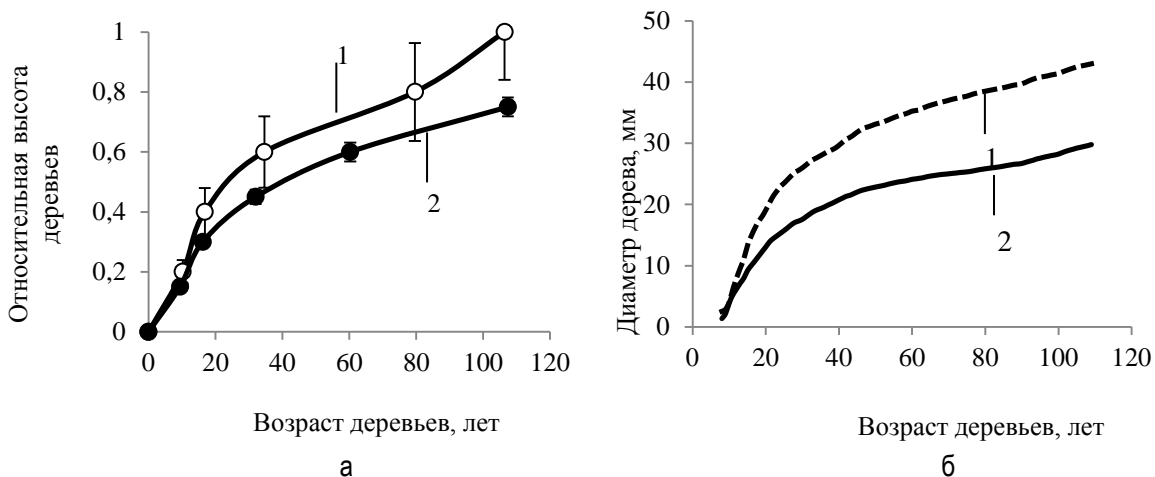 Относительная высота
деревьев
1
0,8
0,6
0,4
0,2
0
0 20 40 60 80 100 120
1
2
Возраст деревьев, лет
а
Диаметр дерева, мм
50
40
30
20
10
0
0 20 40 60 80 100 120
1
2
Возраст деревьев, лет
б